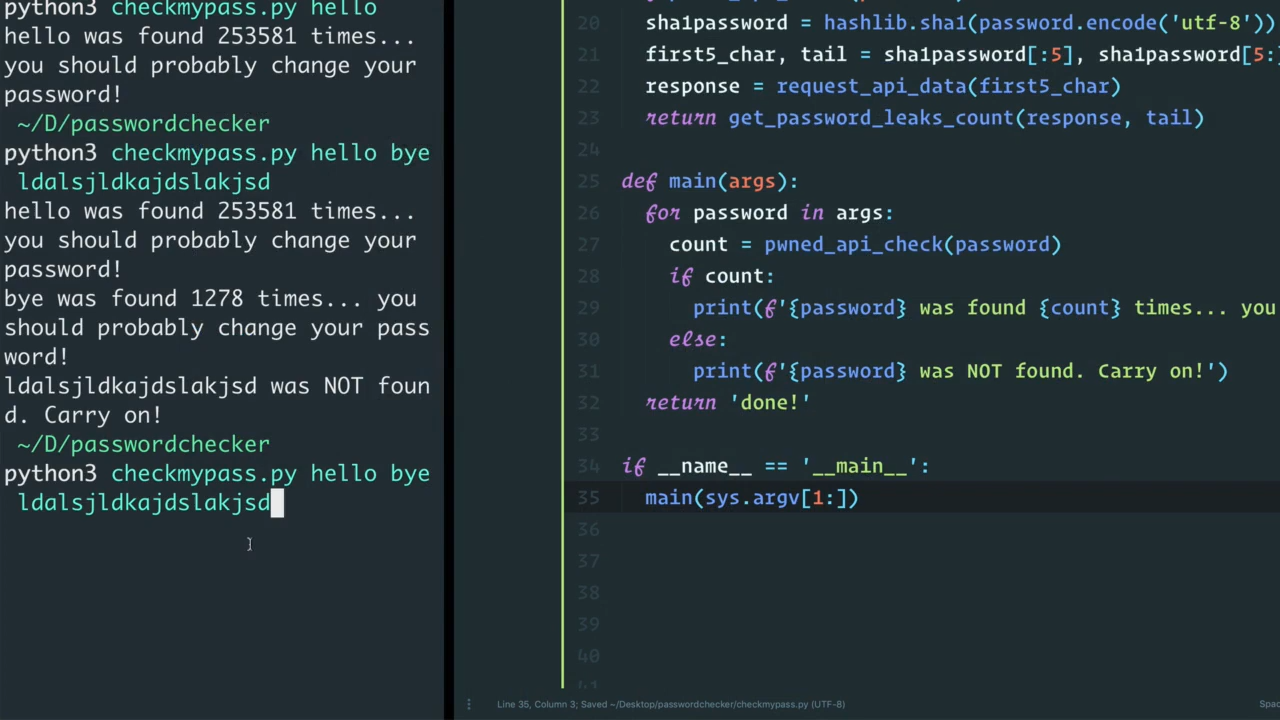 python3 checkmypass.py hello
hello was found 253581 times...
you should probably change your
password!
~/D/passwordchecker
python3 checkmypass.py hello bye
ldalsjldkajdslakjsd
hello was found 253581 times...
you should probably change your
password!
bye was found 1278 times... you
should probably change your pass
word!
ldalsjldkajdslakjsd was NOT foun
d. Carry on!
~/D/passwordchecker
python3 checkmypass.py hello bye
ldalsjldkajdslakjsd
20 sha1password = hashlib.sha1(password.encode('utf-8'))
21 first5_char, tail = sha1password[:5], sha1password[5:
22 response = request_api_data(first5_char)
23 return get_password_leaks_count(response, tail)
24
25 def main(args):
26 for password in args:
27 count = pwned_api_check(password)
28 if count:
29 print(f'{password} was found {count} times... you
30 else:
31 print(f'{password} was NOT found. Carry on!')
32 return 'done!'
33
34 if __name__ == '__main__':
35 main(sys.argv[1:])
36
37
38
39
40
Line 35, Column 3; Saved ~/Desktop/passwordchecker/checkmypass.py (UTF-8)